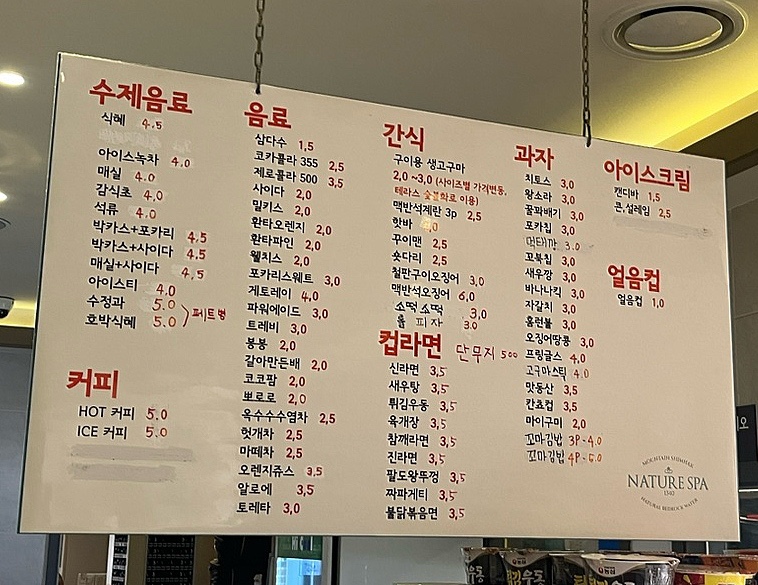 수제음료
식혜 4.5
아이스녹차 4.0
매실 4.0
감식초 4.0
석류 4.0
박카스+포카리 4.5
박카스+사이다 4.5
매실+사이다 4.5
아이스티 4.0
수정과 5.0
호박식혜 5.0
페트병
커피
HOT 커피 5.0
ICE 커피 5.0
음료
삼다수 1,5
코카콜라 355 2,5
제로콜라 500 3,5
사이다 2,0
밀키스 2,0
환타오렌지 2,0
환타파인 2,0
웰치스 2,0
포카리스웨트 3,0
게토레이 4,0
파워에이드 3,0
트레비 3,0
봉봉 2,0
갈아만든배 2,0
코코팜 2,0
뽀로로 2,0
옥수수수염차 2,5
헛개차 2,5
마떼차 2,5
오렌지쥬스 3,5
알로에 3,5
토레타 3,0
간식
구이용 생고구마
2,0 ~3,0 (사이즈별 가격변동,
테라스 숯불화로 이용)
맥반석계란 3p 2,5
핫바
꾸이맨 2,5
숏다리 2,5
철판구이오징어 3,0
맥반석오징어 6,0
소떡 소떡 3,0
롤 피자 3.0
컵라면 단무지 500
신라면 3,5
새우탕 3,5
튀김우동 3,5
육개장 3,5
참깨라면 3,5
진라면 3,5
팔도왕뚜껑 3,5
짜파게티 3,5
불닭볶음면 3,5
과자
치토스 3,0
왕소라 3,0
꿀꽈배기 3,0
포카칩 3,0
먹태깡 3.0
꼬북칩 3,0
새우깡 3,0
바나나킥 3,0
자갈치 3,0
홈런볼 3,0
오징어땅콩 3,0
프링글스 4,0
고구마스틱 4.0
맛동산 3,5
칸쵸컵 3,5
마이구미 2,0
꼬마김밥 3P-4.0
꼬마김밥 4P-5.0
아이스크림
캔디바 1,5
콘,설레임 2,5
얼음컵
얼음컵 1,0
NATURE SPA